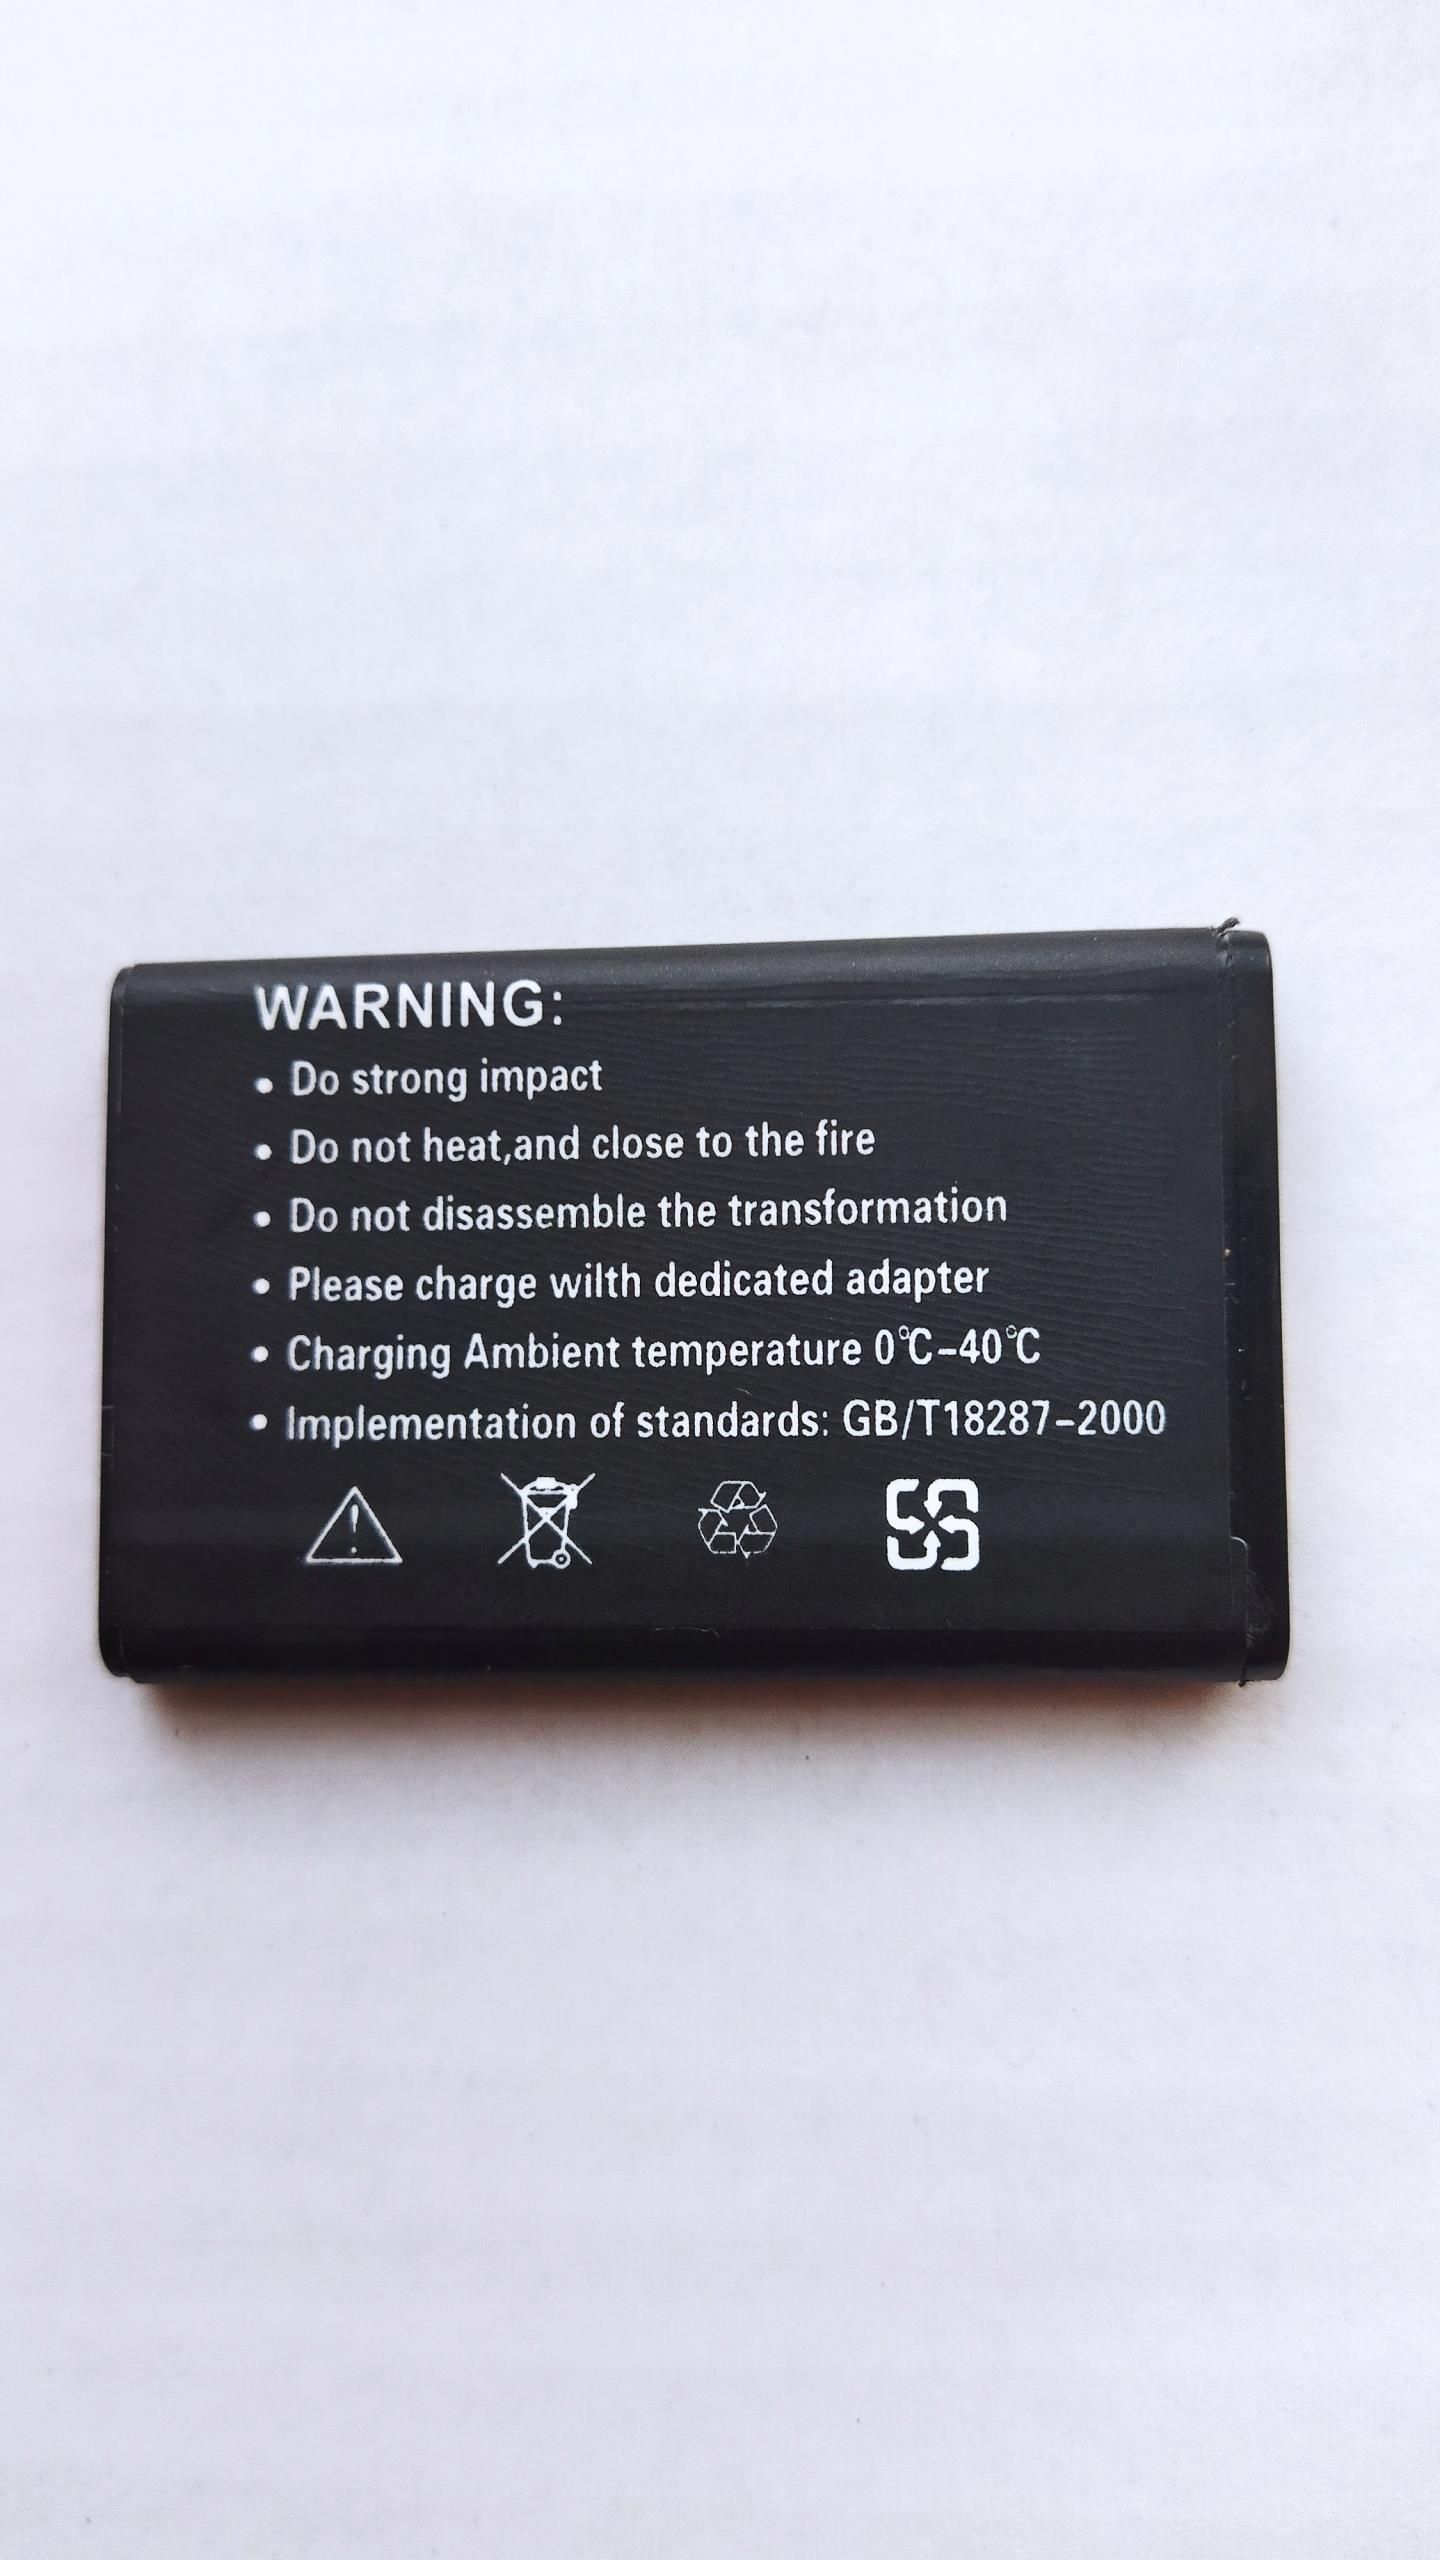 WARNING:
• Do strong impact
• Do not heat,and close to the fire
• Do not disassemble the transformation
• Please charge wilth dedicated adapter
• Charging Ambient temperature 0℃-40℃
• Implementation of standards: GB/T18287-2000